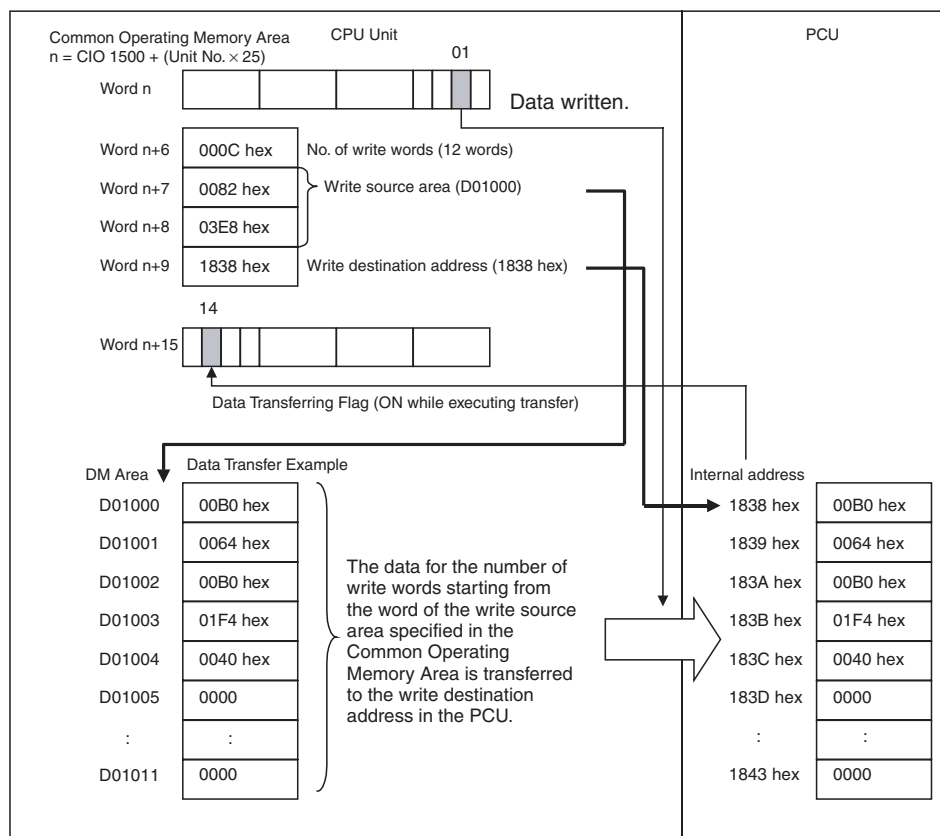 CPU Unit
PCU
Common Operating Memory Area
n = CIO 1500 + (Unit No. × 25)
01
Word n
Data written.
Word n+6 000C hex No. of write words (12 words)
Word n+7 0082 hex Write source area (D01000)
Word n+8 03E8 hex
Word n+9 1838 hex Write destination address (1838 hex)
14
Word n+15
Data Transferring Flag (ON while executing transfer)
DM Area Data Transfer Example
Internal address
D01000 00B0 hex
D01001 0064 hex
D01002 00B0 hex
D01003 01F4 hex
D01004 0040 hex
D01005 0000
: :
D01011 0000
The data for the number of
write words starting from
the word of the write source
area specified in the
Common Operating
Memory Area is transferred
to the write destination
address in the PCU.
1838 hex 00B0 hex
1839 hex 0064 hex
183A hex 00B0 hex
183B hex 01F4 hex
183C hex 0040 hex
183D hex 0000
: :
1843 hex 0000